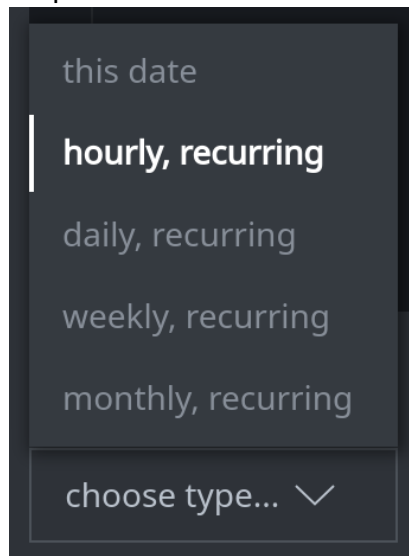 this date
hourly, recurring
daily, recurring
weekly, recurring
monthly, recurring
choose type...